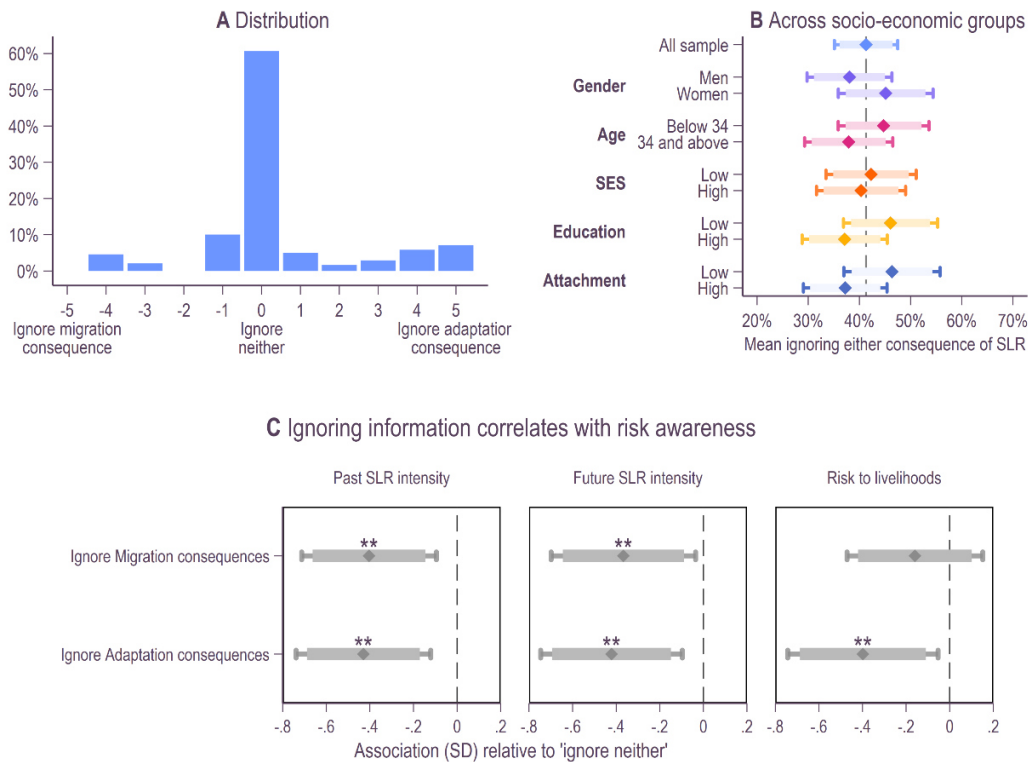 A Distribution
60%
50%
40%
30%
20%
10%
0%
-5 -4 -3 -2 -1 0 1 2 3 4 5
Ignore migration Ignore Ignore adaptatior
consequence neither consequence
B Across socio-economic groups
All sample
Gender
Men
Women
Age
Below 34
34 and above
SES
Low
High
Education
Low
High
Attachment
Low
High
20% 30% 40% 50% 60% 70%
Mean ignoring either consequence of SLR
C Ignoring information correlates with risk awareness
Past SLR intensity Future SLR intensity Risk to livelihoods
Ignore Migration consequences ** **
Ignore Adaptation consequences ** ** **
-.8 -.6 -.4 -.2 0 .2 -.8 -.6 -.4 -.2 0 .2 -.8 -.6 -.4 -.2 0 .2
Association (SD) relative to 'ignore neither'